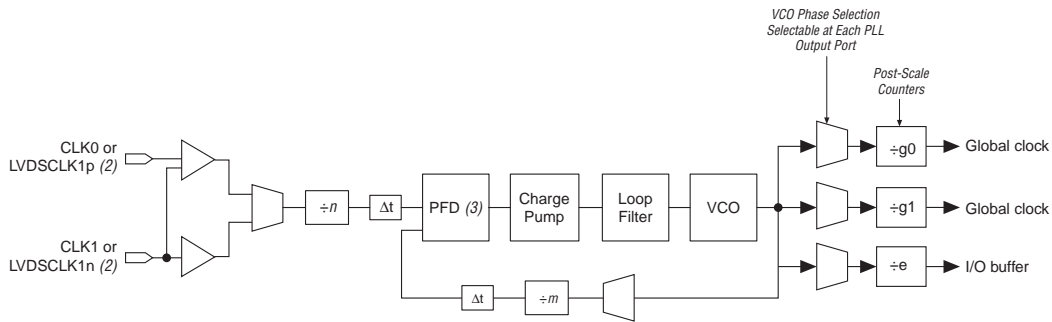 VCO Phase Selection
Selectable at Each PLL
Output Port
Post-Scale
Counters
CLK0 or
LVDSCLK1p (2)
÷n
Δt
PFD (3)
Charge
Pump
Loop
Filter
VCO
÷g0
Global clock
÷g1
Global clock
CLK1 or
LVDSCLK1n (2)
÷e
I/O buffer
Δt
÷m